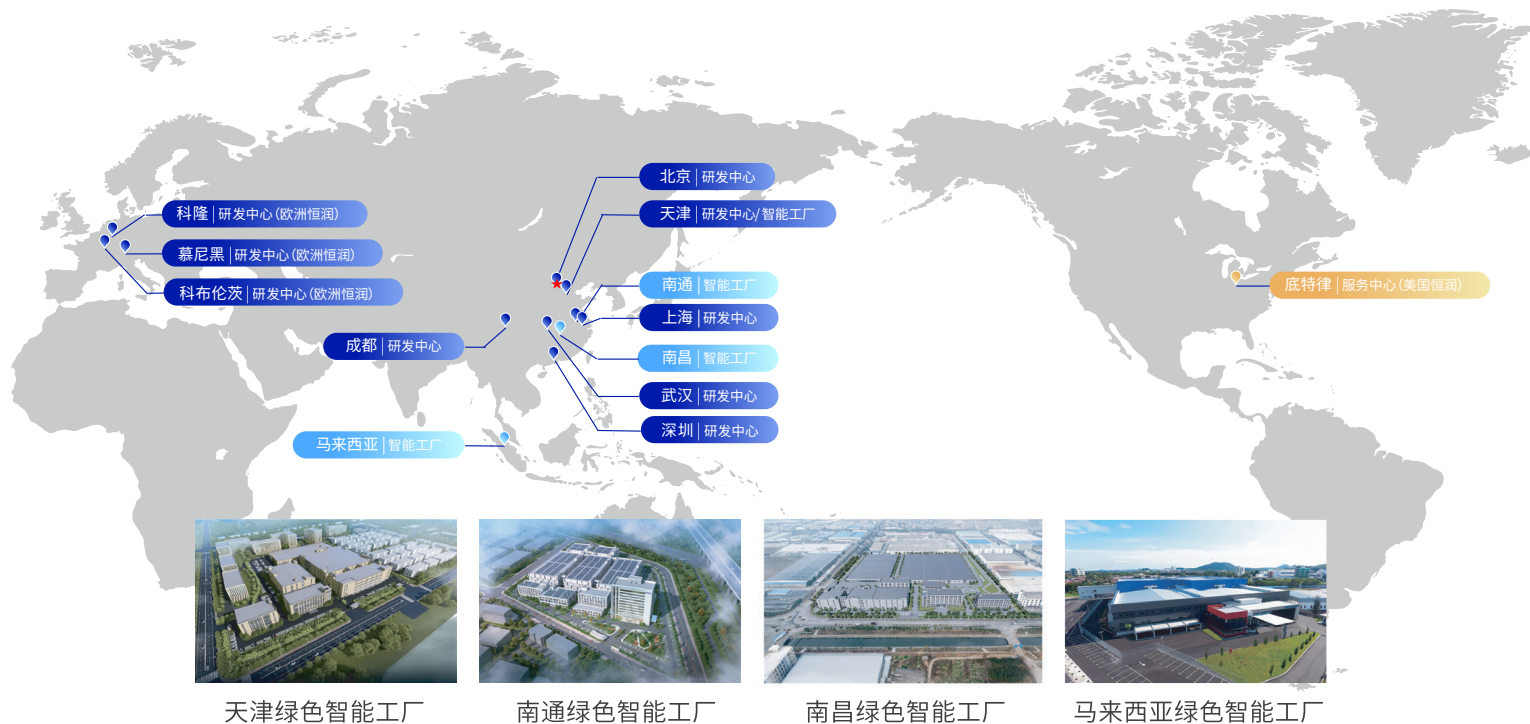 北京|研发中心
科隆|研发中心(欧洲恒润)
天津|研发中心/智能工厂
慕尼黑|研发中心(欧洲恒润)
南通|智能工厂
底特律|服务中心(美国恒润)
科布伦茨|研发中心(欧洲恒润)
上海|研发中心
成都|研发中心
南昌|智能工厂
武汉|研发中心
深圳|研发中心
马来西亚|智能工厂
天津绿色智能工厂
南通绿色智能工厂
南昌绿色智能工厂
马来西亚绿色智能工厂